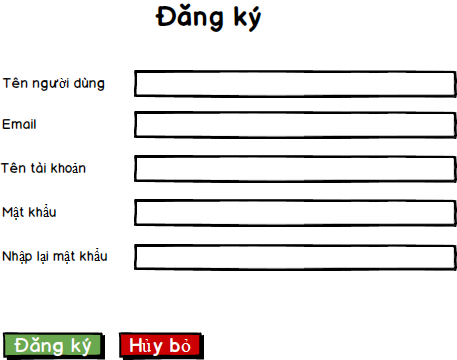 Đăng ký
Tên người dùng
Email
Tên tài khoản
Mật khẩu
Nhập lại mật khẩu
Đăng ký
Hủy bỏ